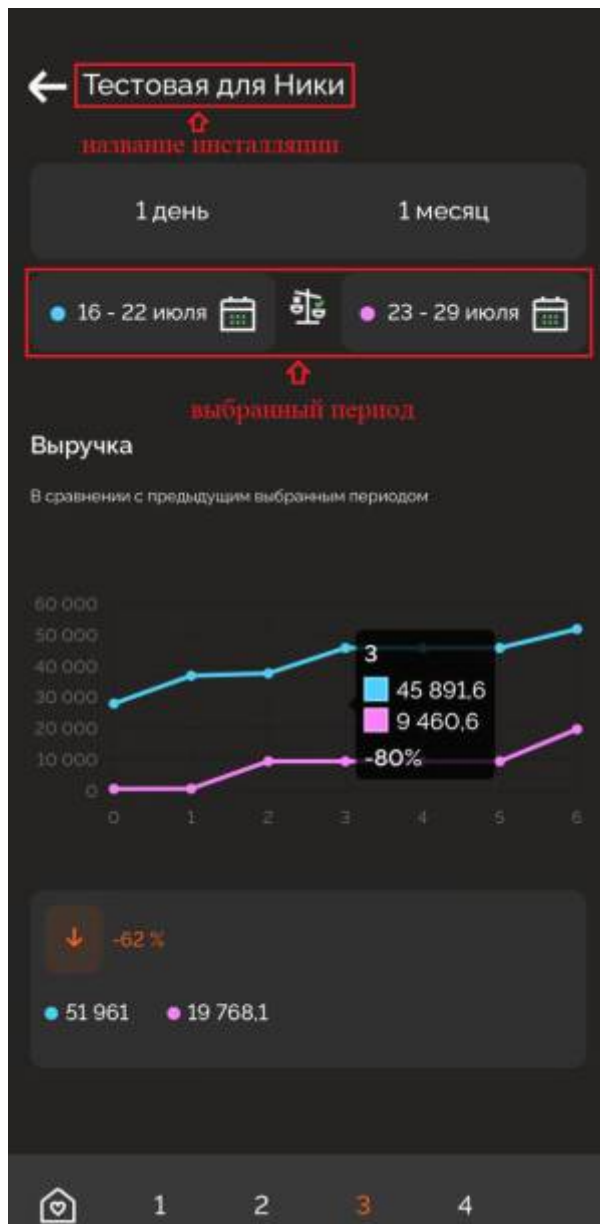 Тестовая для Ники
название инсталляции
1 день 1 месяц
16 - 22 июля 23 - 29 июля
выбранный период
Выручка
В сравнении с предыдущим выбранным периодом
60 000
50 000
40 000
30 000
20 000
10 000
0
3
45 891,6
9 460,6
-80%
0 1 2 3 4 5 6
-62 %
51 961 19 768,1
1 2 3 4